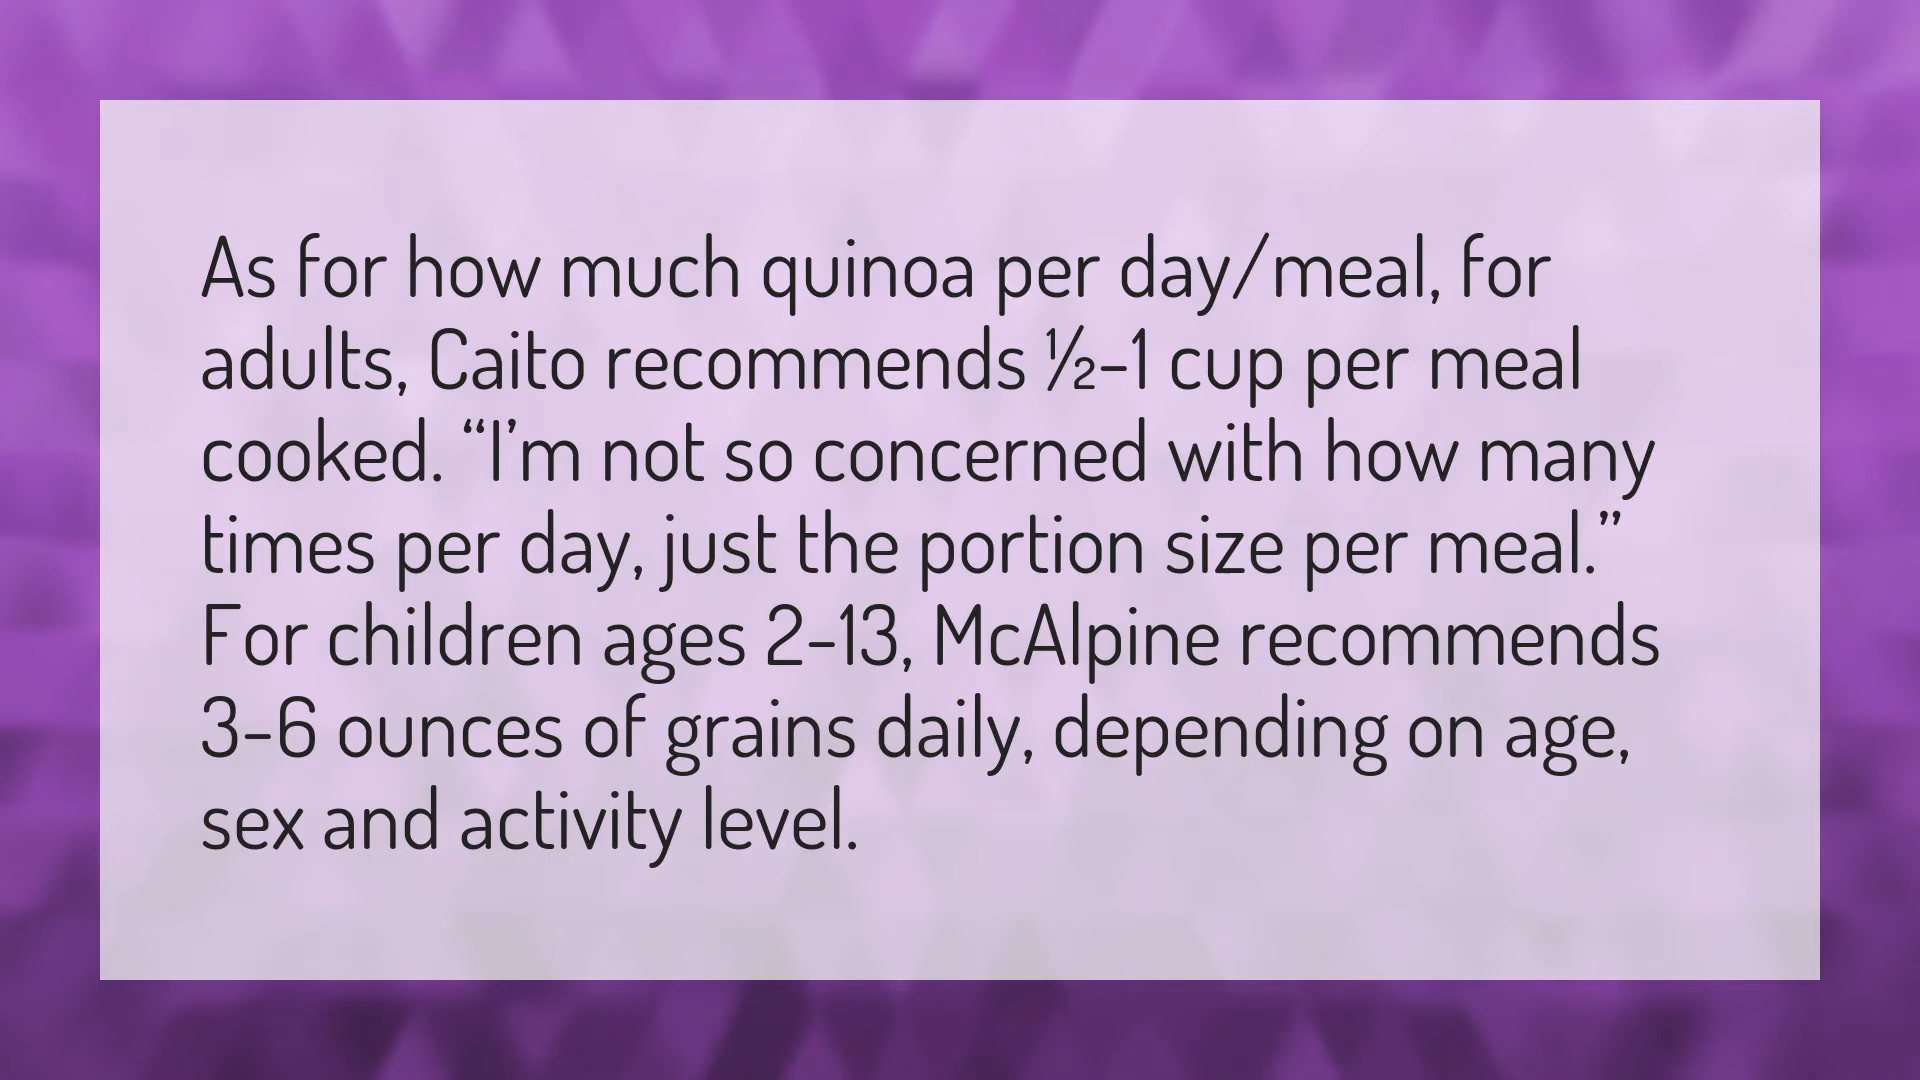 As for how much quinoa per day/meal, for
adults, Caito recommends ½-1 cup per meal
cooked. “I’m not so concerned with how many
times per day, just the portion size per meal.”
For children ages 2-13, McAlpine recommends
3-6 ounces of grains daily, depending on age,
sex and activity level.